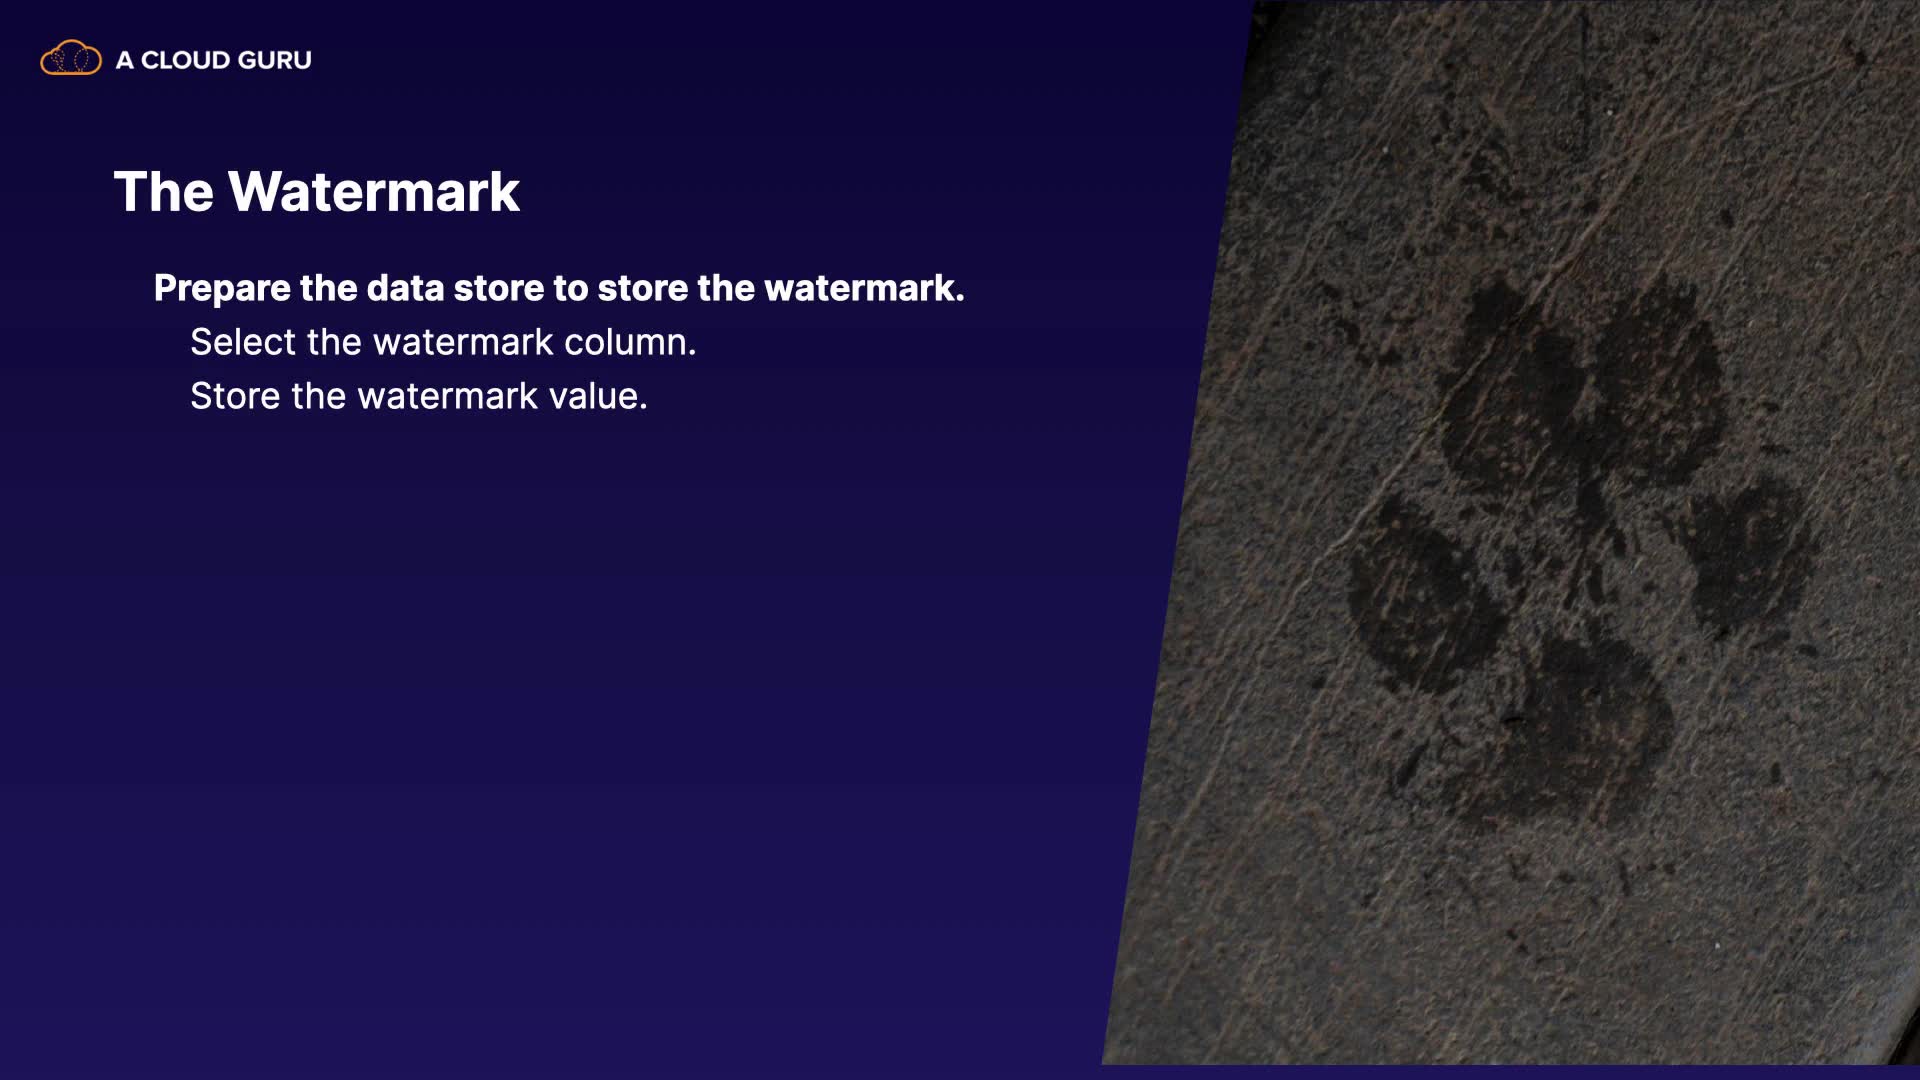 A CLOUD GURU
The Watermark
Prepare the data store to store the watermark.
Select the watermark column.
Store the watermark value.